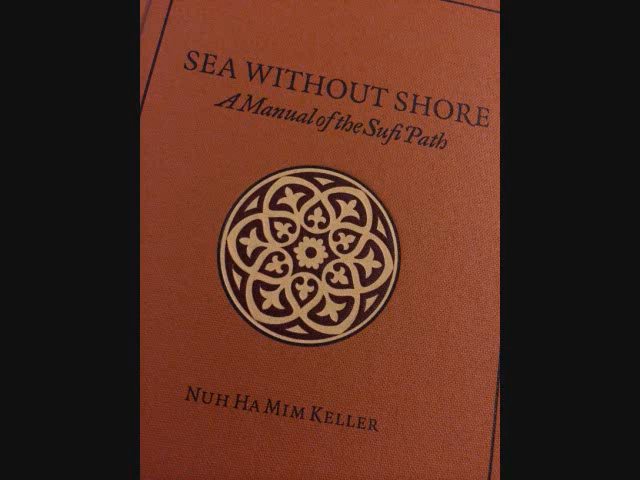 SEA WITHOUT SHORE
A Manual of the Sufi Path
NUH HA MIM KELLER